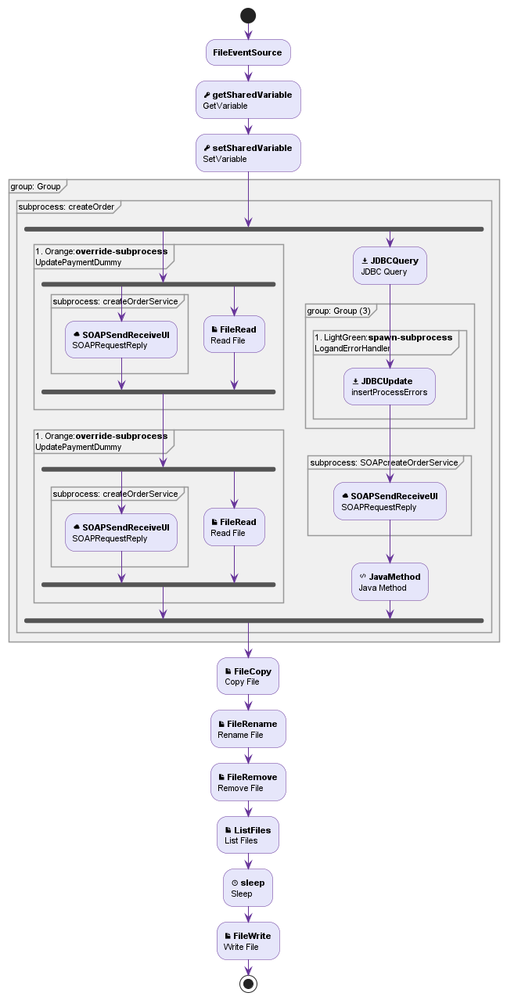 FileEventSource
getSharedVariable
GetVariable
setSharedVariable
SetVariable
group: Group
subprocess: createOrder
1. Orange:override-subprocess
UpdatePaymentDummy
subprocess: createOrderService
SOAPSendReceiveUI
SOAPRequestReply
FileRead
Read File
1. Orange:override-subprocess
UpdatePaymentDummy
subprocess: createOrderService
SOAPSendReceiveUI
SOAPRequestReply
FileRead
Read File
JDBCQuery
JDBC Query
group: Group (3)
1. LightGreen:spawn-subprocess
LogandErrorHandler
JDBCUpdate
insertProcessErrors
subprocess: SOAPcreateOrderService
SOAPSendReceiveUI
SOAPRequestReply
JavaMethod
Java Method
FileCopy
Copy File
FileRename
Rename File
FileRemove
Remove File
ListFiles
List Files
sleep
Sleep
FileWrite
Write File